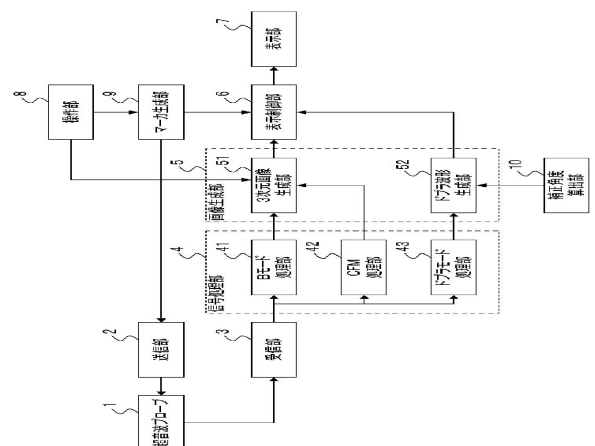 1
超音波プローブ
2
送信部
3
受信部
4
信号処理部
41
Bモード
処理部
42
CFM
処理部
43
ドプラモード
処理部
5
画像生成部
51
3次元画像
生成部
52
ドプラ波形
生成部
6
表示制御部
7
表示部
8
操作部
9
マーカ生成部
10
補正角度
算出部